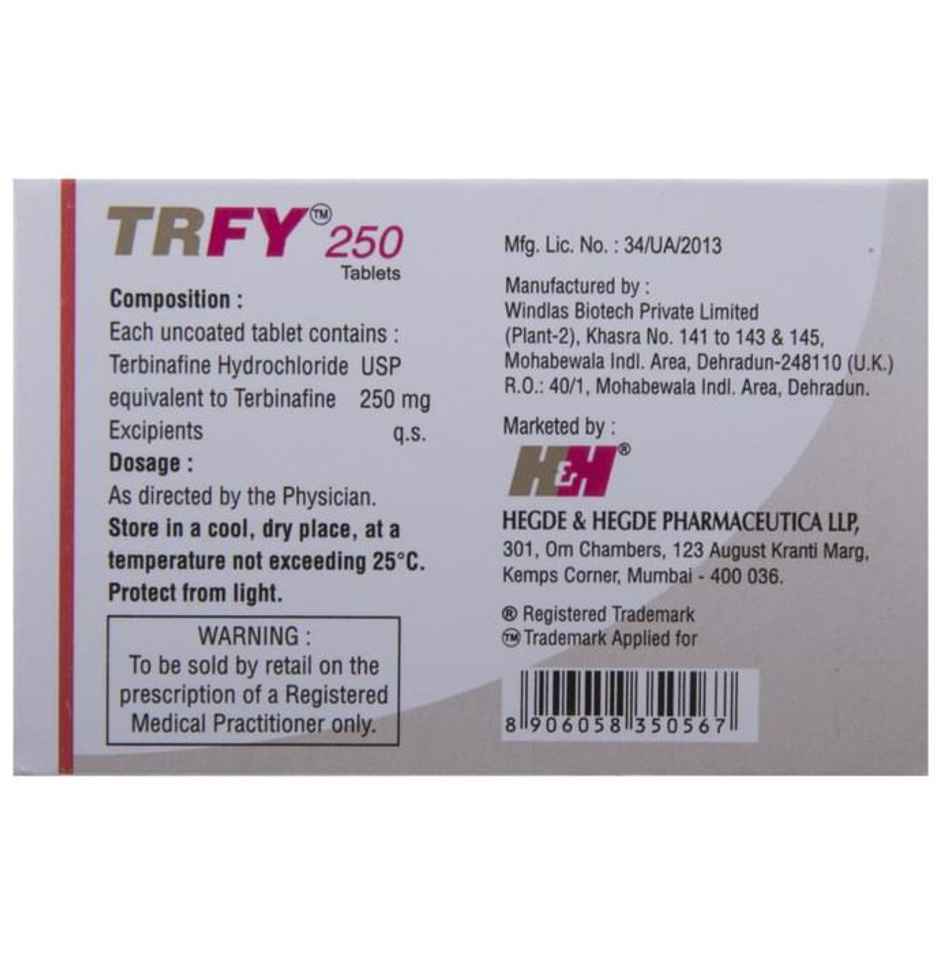 TRFY™ 250
Tablets
Composition :
Each uncoated tablet contains :
Terbinafine Hydrochloride USP
equivalent to Terbinafine 250 mg
Excipients q.s.
Dosage :
As directed by the Physician.
Store in a cool, dry place, at a
temperature not exceeding 25°C.
Protect from light.
WARNING :
To be sold by retail on the
prescription of a Registered
Medical Practitioner only.
Mfg. Lic. No. : 34/UA/2013
Manufactured by :
Windlas Biotech Private Limited
(Plant-2), Khasra No. 141 to 143 & 145,
Mohabewala Indl. Area, Dehradun-248110 (U.K.)
R.O.: 40/1, Mohabewala Indl. Area, Dehradun.
Marketed by :
H&H®
HEGDE & HEGDE PHARMACEUTICA LLP,
301, Om Chambers, 123 August Kranti Marg,
Kemps Corner, Mumbai - 400 036.
® Registered Trademark
™ Trademark Applied for
8 906058 350567